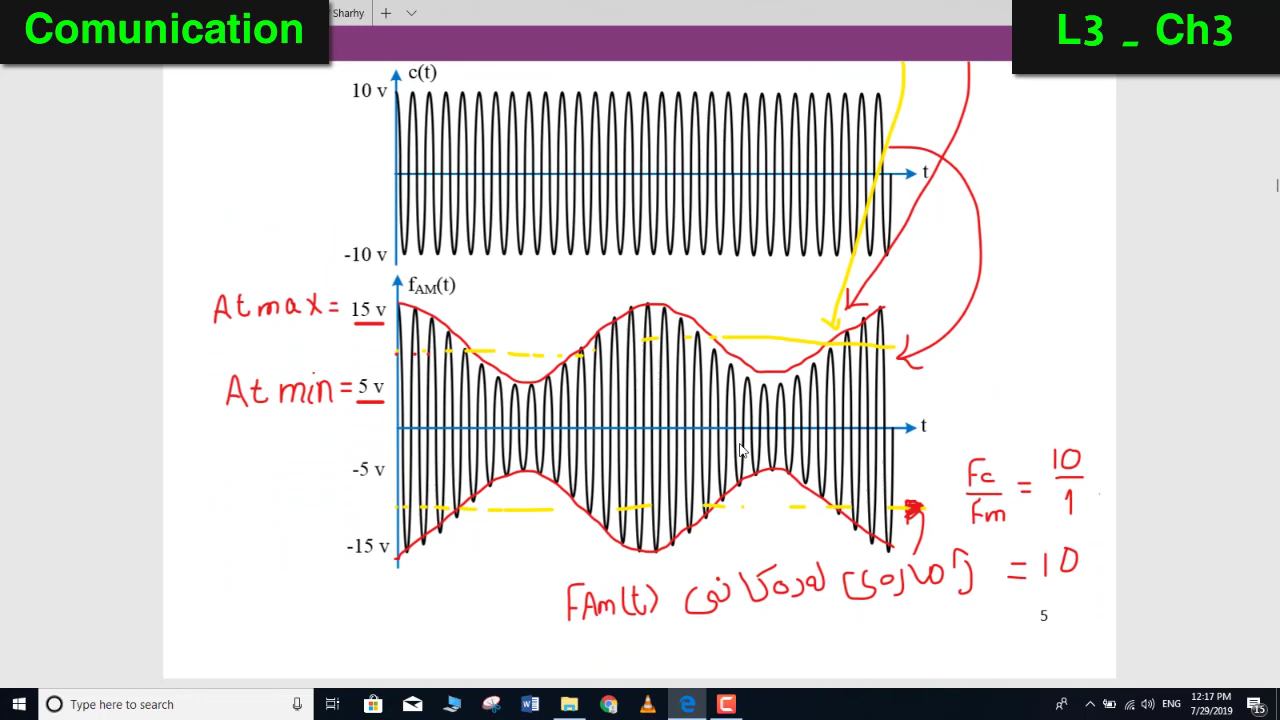 Sharhy
Comunication
L3 - Ch3
c(t)
10 v
t
-10 v
fAM(t)
At max = 15 v
At min = 5 v
t
-5 v
Fc/Fm = 10/1
-15 v
= 10
FAm(t)
5
Type here to search
ENG
12:17 PM
7/29/2019
15